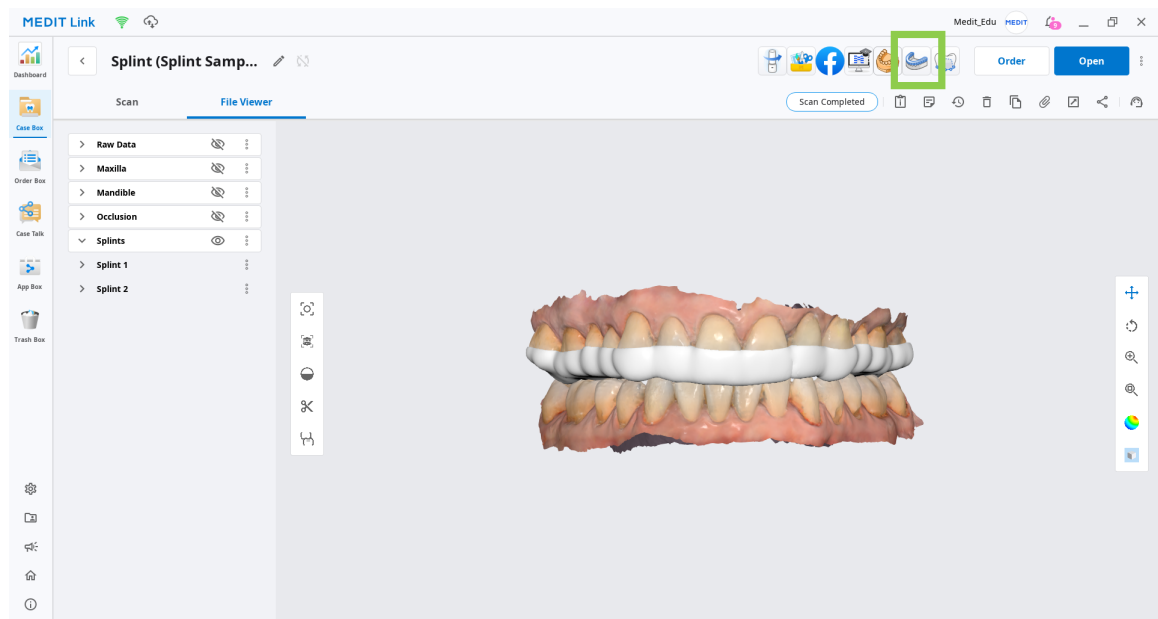 MEDIT Link
Medit_Edu
MEDIT
9
Dashboard
Case Box
Order Box
Case Talk
App Box
Trash Box
Splint (Splint Samp...
Order
Open
Scan
File Viewer
Scan Completed
Raw Data
Maxilla
Mandible
Occlusion
Splints
Splint 1
Splint 2